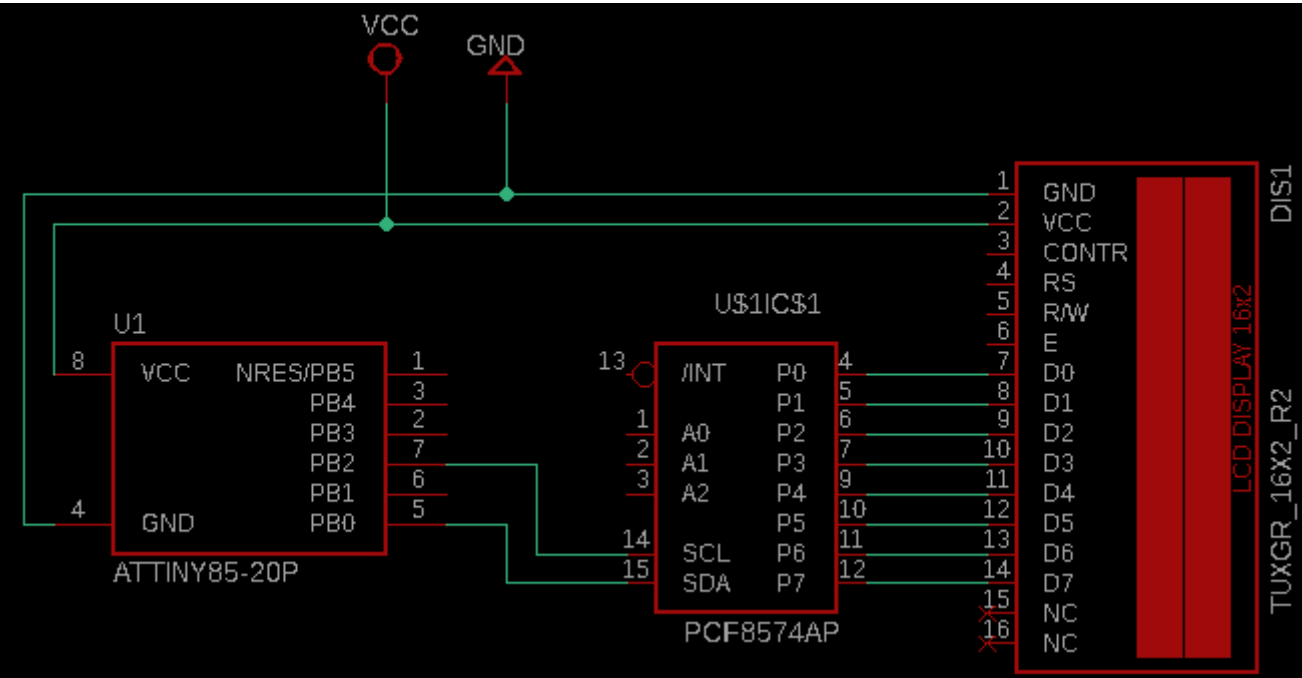 VCC
GND
U1
8 VCC
4 GND
NRES/PB5 1
PB4 3
PB3 2
PB2 7
PB1 6
PB0 5
ATTINY85-20P
U$1IC$1
13 /INT
1 A0
2 A1
3 A2
14 SCL
15 SDA
P0 4
P1 5
P2 6
P3 7
P4 9
P5 10
P6 11
P7 12
PCF8574AP
1 GND
2 VCC
3 CONTR
4 RS
5 R/W
6 E
7 D0
8 D1
9 D2
10 D3
11 D4
12 D5
13 D6
14 D7
15 NC
16 NC
LCD DISPLAY 16x2
DIS1
TUXGR_16X2_R2